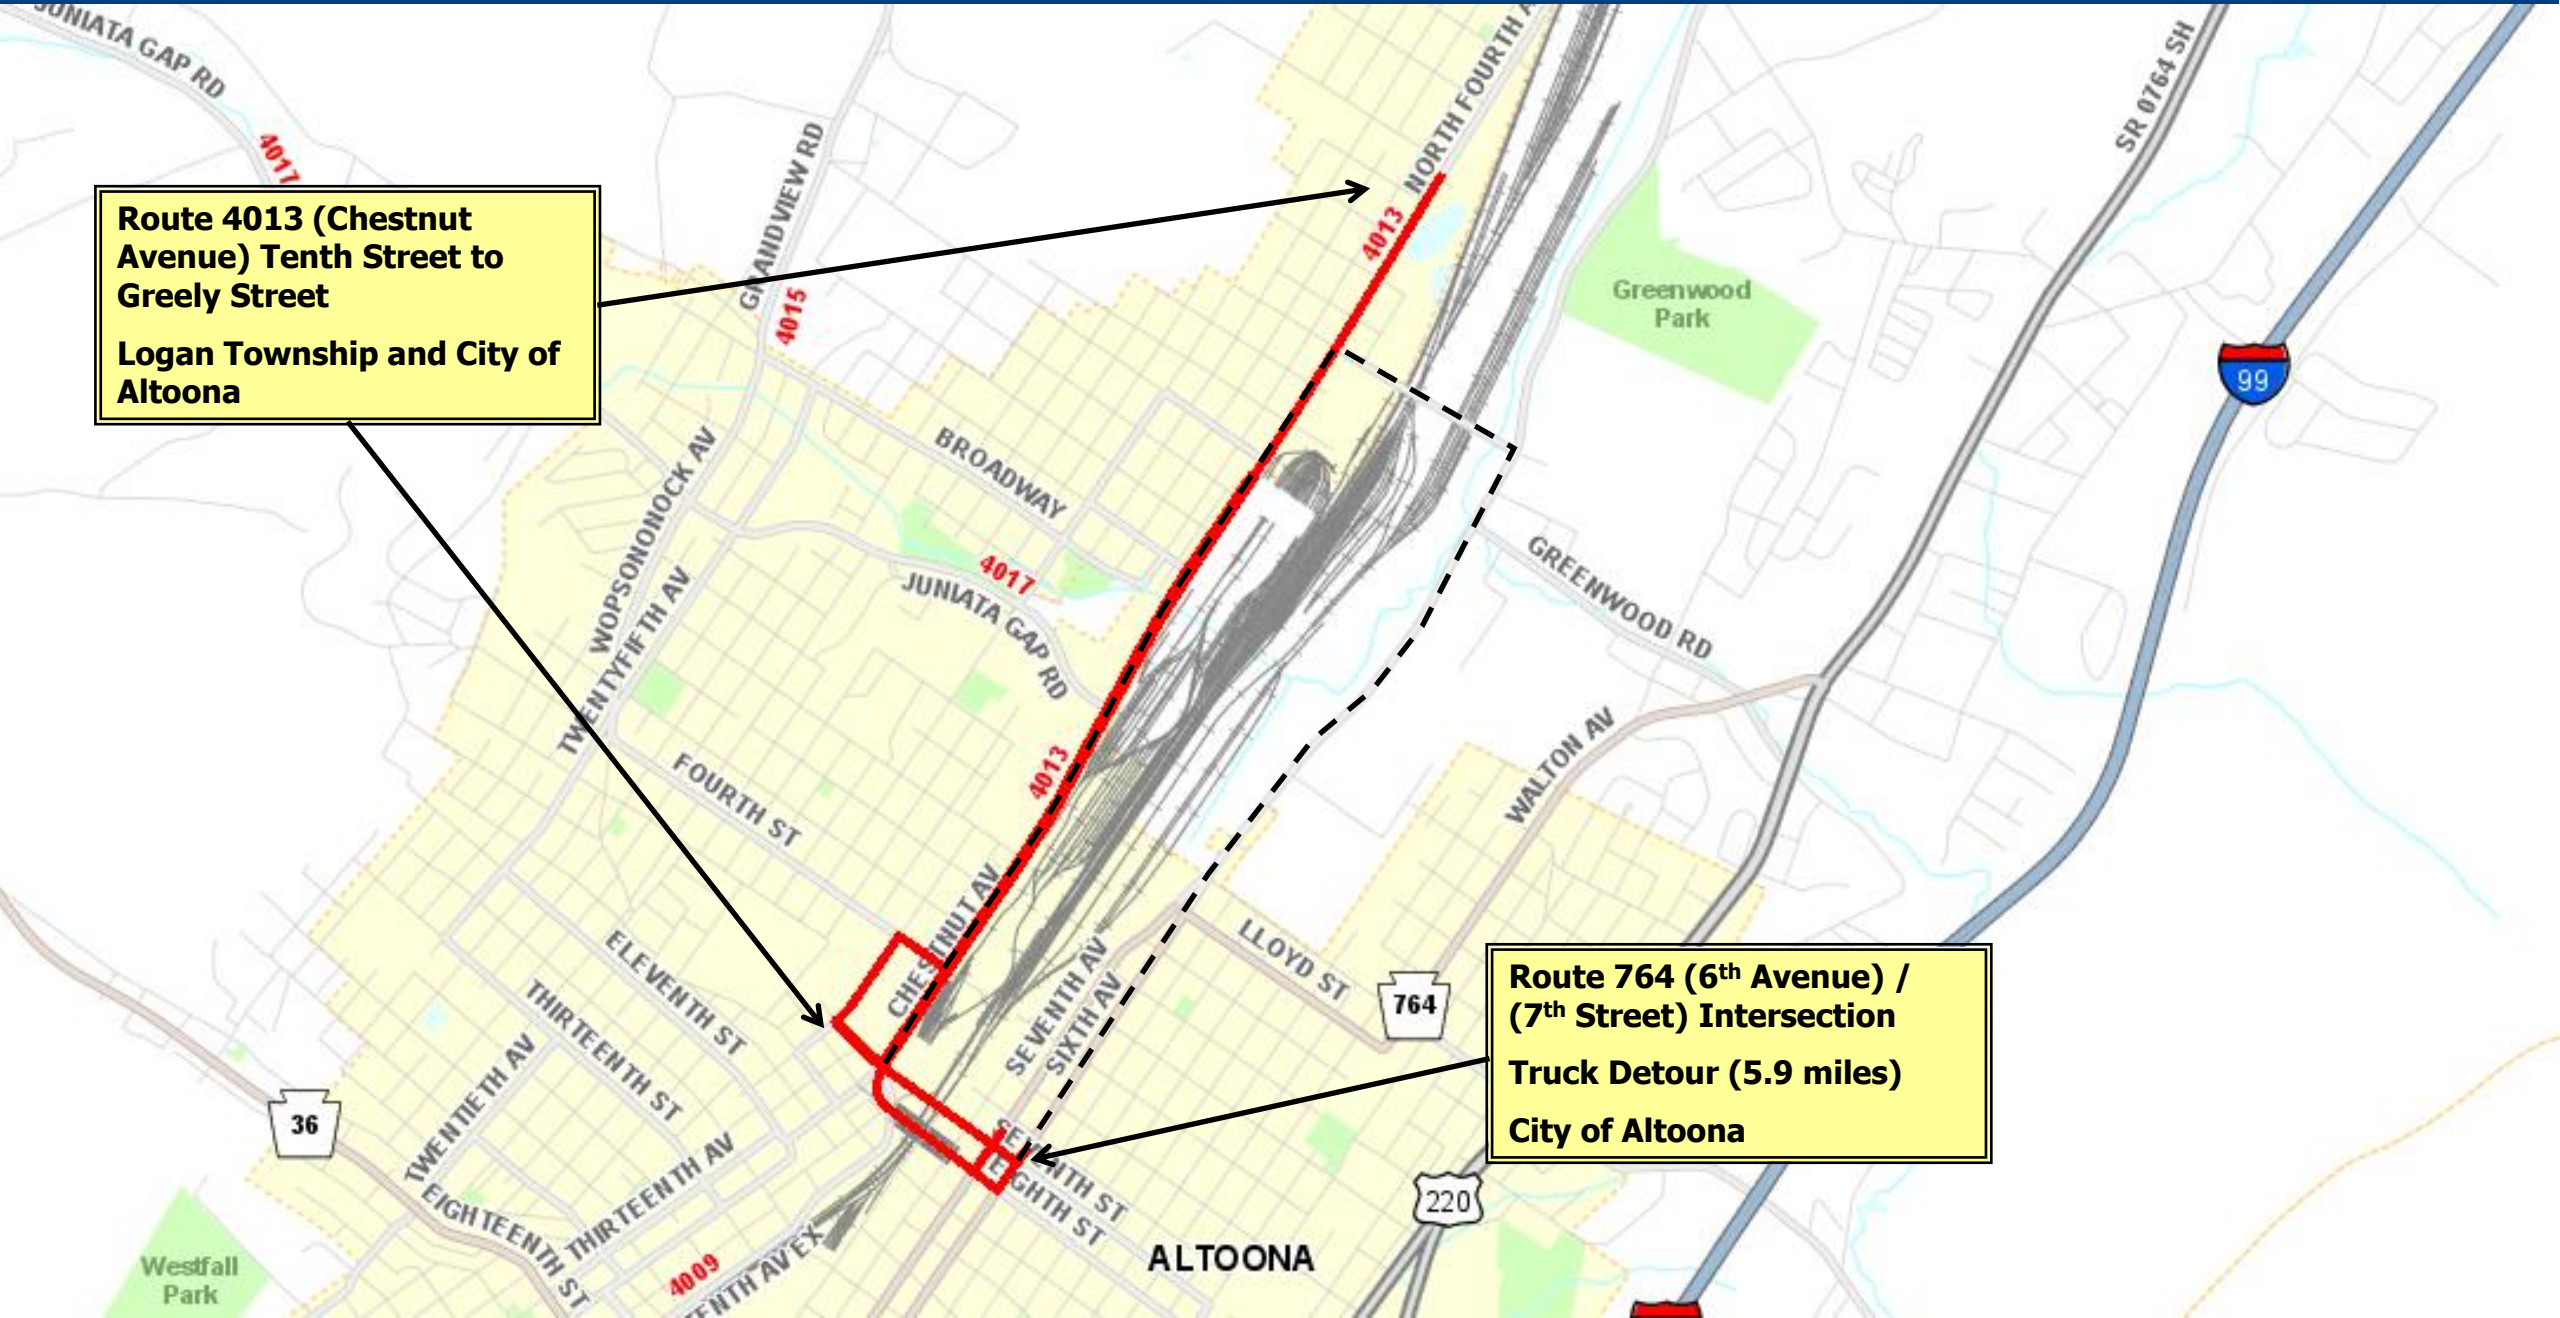 JUNIATA GAP RD
4017
GRANDVIEW RD
4015
NORTH FOURTH A
4013
SR 0764 SH
Route 4013 (Chestnut
Avenue) Tenth Street to
Greely Street
Logan Township and City of
Altoona
Greenwood
Park
99
WOPSONONOCK AV
TWENTYFIFTH AV
BROADWAY
4017
JUNIATA GAP RD
GREENWOOD RD
WALTON AV
4013
FOURTH ST
CHESTNUT AV
ELEVENTH ST
THIRTEENTH ST
TWENTIETH AV
EIGHTEENTH ST
THIRTEENTH AV
SEVENTH AV
SIXTH AV
LLOYD ST
764
Route 764 (6th Avenue) /
(7th Street) Intersection
Truck Detour (5.9 miles)
City of Altoona
36
SEVENTH ST
EIGHTH ST
220
ALTOONA
Westfall
Park
4009
TENTH AV EX